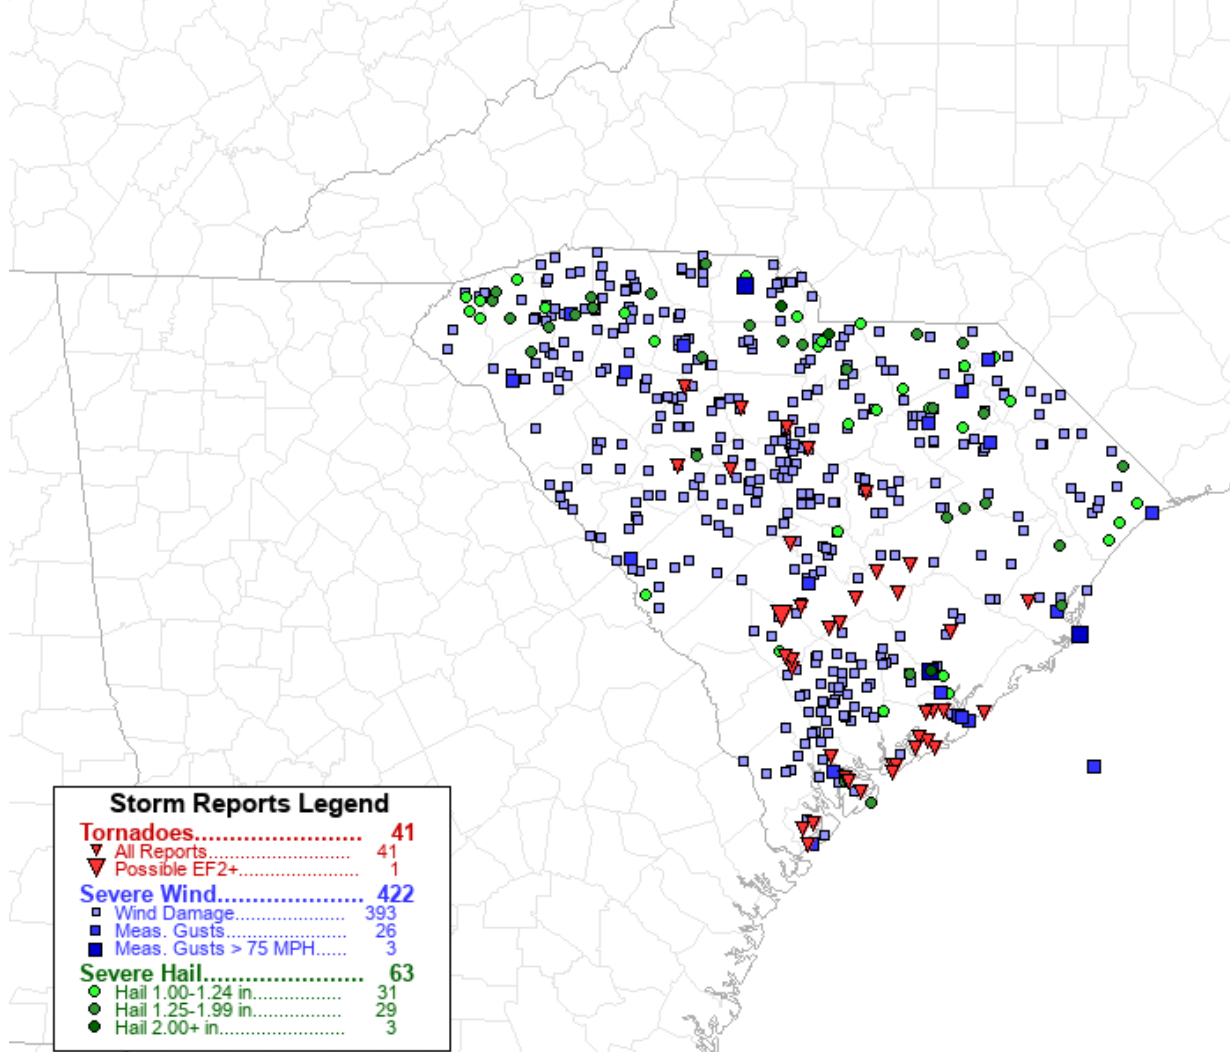 Storm Reports Legend
Tornadoes........................ 41
All Reports............................ 41
Possible EF2+....................... 1
Severe Wind..................... 422
Wind Damage...................... 393
Meas. Gusts........................ 26
Meas. Gusts > 75 MPH...... 3
Severe Hail....................... 63
Hail 1.00-1.24 in.................. 31
Hail 1.25-1.99 in.................. 29
Hail 2.00+ in......................... 3